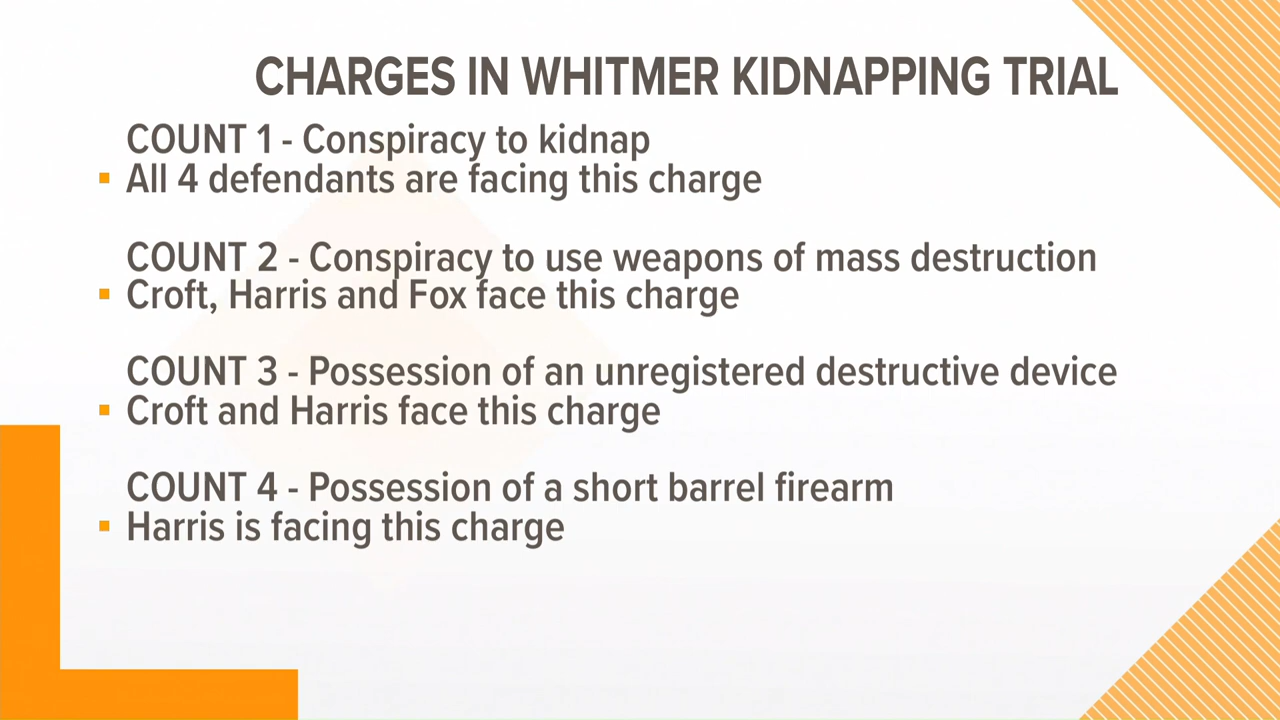 CHARGES IN WHITMER KIDNAPPING TRIAL
COUNT 1 - Conspiracy to kidnap
All 4 defendants are facing this charge
COUNT 2 - Conspiracy to use weapons of mass destruction
Croft, Harris and Fox face this charge
COUNT 3 - Possession of an unregistered destructive device
Croft and Harris face this charge
COUNT 4 - Possession of a short barrel firearm
Harris is facing this charge